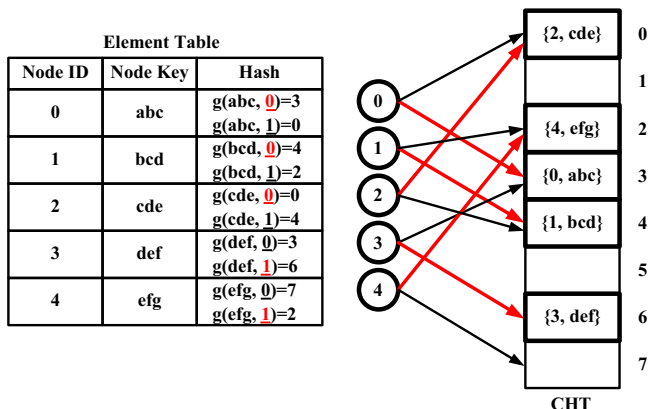 Element Table
Node ID Node Key Hash
0 abc g(abc, 0)=3
g(abc, 1)=0
1 bcd g(bcd, 0)=4
g(bcd, 1)=2
2 cde g(cde, 0)=0
g(cde, 1)=4
3 def g(def, 0)=3
g(def, 1)=6
4 efg g(efg, 0)=7
g(efg, 1)=2
0
1
2
3
4
{2, cde} 0
1
{4, efg} 2
{0, abc} 3
{1, bcd} 4
5
{3, def} 6
7
CHT